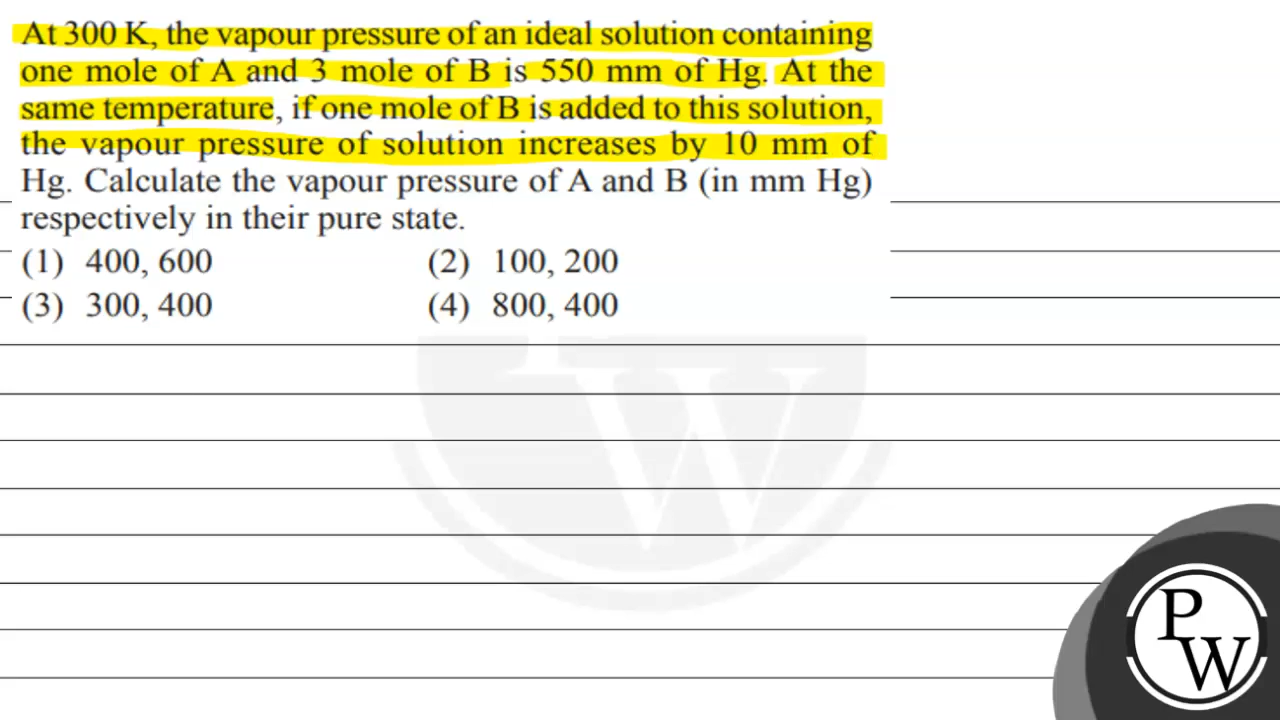 At 300 K, the vapour pressure of an ideal solution containing
one mole of A and 3 mole of B is 550 mm of Hg. At the
same temperature, if one mole of B is added to this solution,
the vapour pressure of solution increases by 10 mm of
Hg. Calculate the vapour pressure of A and B (in mm Hg)
respectively in their pure state.
(1) 400, 600 (2) 100, 200
(3) 300, 400 (4) 800, 400
P
W